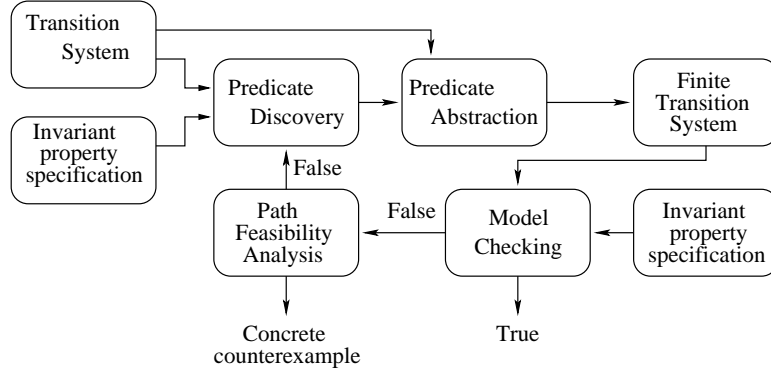 Transition
System
Invariant
property
specification
Predicate
Discovery
Predicate
Abstraction
Finite
Transition
System
False
Path
Feasibility
Analysis
False
Model
Checking
Invariant
property
specification
Concrete
counterexample
True